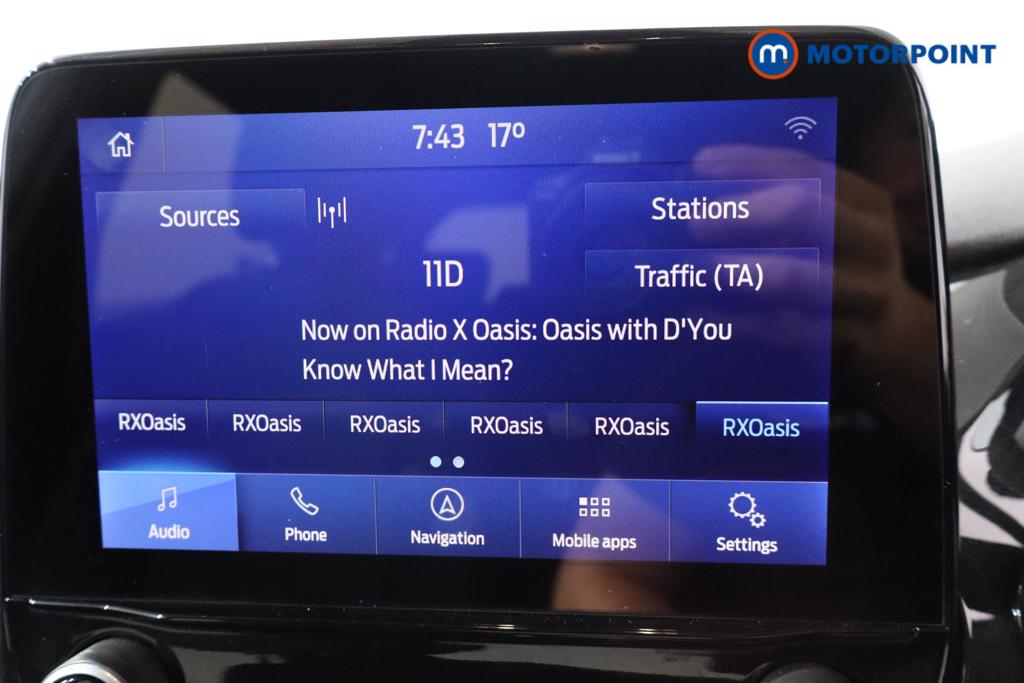 m MOTORPOINT
7:43 17°
Sources
Stations
11D
Traffic (TA)
Now on Radio X Oasis: Oasis with D'You
Know What I Mean?
RXOasis RXOasis RXOasis RXOasis RXOasis RXOasis
Audio Phone Navigation Mobile apps Settings